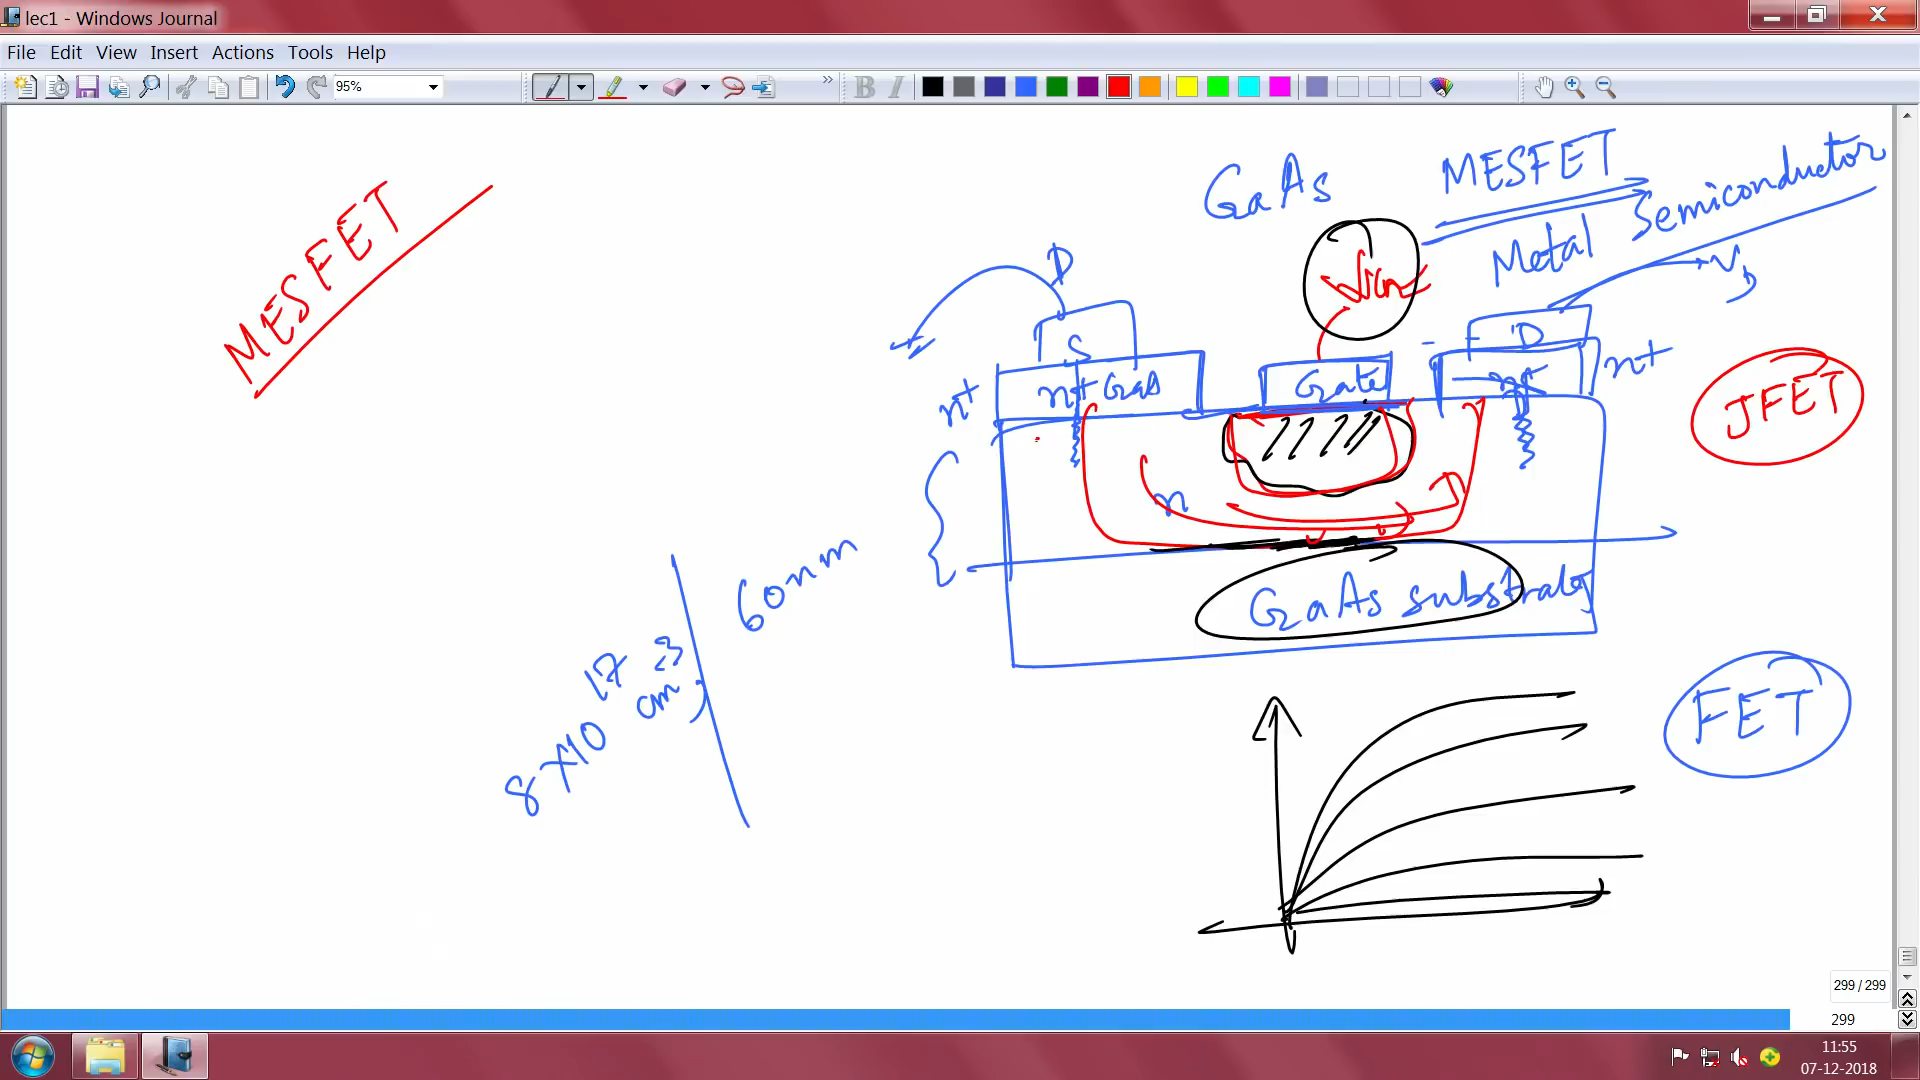 lec1 - Windows Journal
File Edit View Insert Actions Tools Help
95%
B I
MESFET
GaAs
MESFET
Metal Semiconductor
D
V_D
S
n+
n+ GaAs
Gate
D
n+
n+
JFET
n
60nm
GaAs substrate
8×10^17 cm^-3
FET
299 / 299
299
11:55
07-12-2018